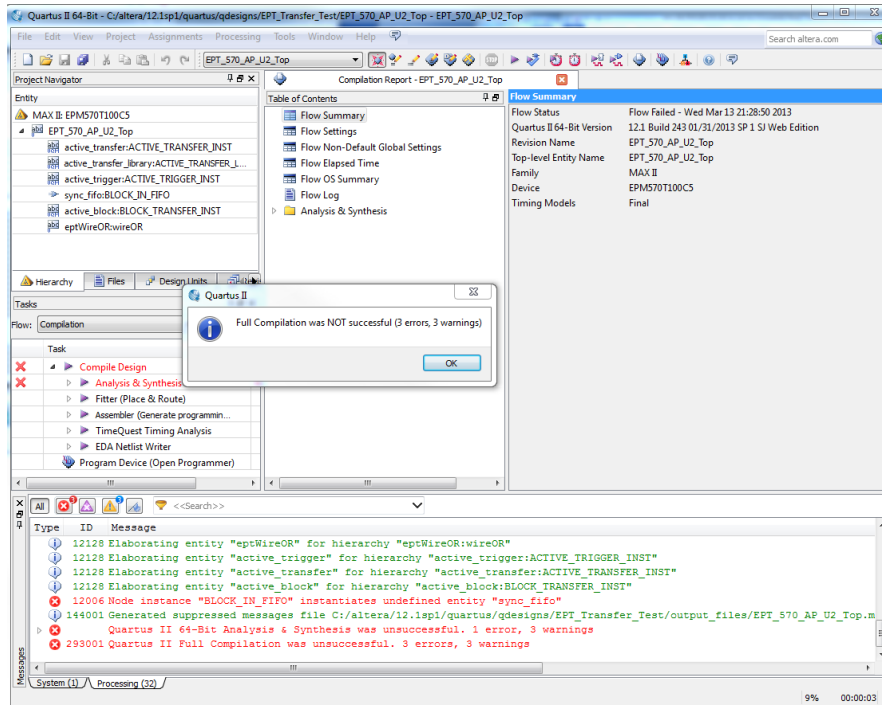 Quartus II 64-Bit - C:/altera/12.1sp1/quartus/qdesigns/EPT_Transfer_Test/EPT_570_AP_U2_Top - EPT_570_AP_U2_Top
File Edit View Project Assignments Processing Tools Window Help
Search altera.com
EPT_570_AP_U2_Top
Project Navigator
Entity
MAX II: EPM570T100C5
EPT_570_AP_U2_Top
active_transfer:ACTIVE_TRANSFER_INST
active_transfer_library:ACTIVE_TRANSFER_L...
active_trigger:ACTIVE_TRIGGER_INST
sync_fifo:BLOCK_IN_FIFO
active_block:BLOCK_TRANSFER_INST
eptWireOR:wireOR
Hierarchy Files Design Units
Compilation Report - EPT_570_AP_U2_Top
Table of Contents
Flow Summary
Flow Settings
Flow Non-Default Global Settings
Flow Elapsed Time
Flow OS Summary
Flow Log
Analysis & Synthesis
Flow Summary
Flow Status Flow Failed - Wed Mar 13 21:28:50 2013
Quartus II 64-Bit Version 12.1 Build 243 01/31/2013 SP 1 SJ Web Edition
Revision Name EPT_570_AP_U2_Top
Top-level Entity Name EPT_570_AP_U2_Top
Family MAX II
Device EPM570T100C5
Timing Models Final
Quartus II
Full Compilation was NOT successful (3 errors, 3 warnings)
OK
Tasks
Flow: Compilation
Task
Compile Design
Analysis & Synthesis
Fitter (Place & Route)
Assembler (Generate programmin...
TimeQuest Timing Analysis
EDA Netlist Writer
Program Device (Open Programmer)
All 3 3 <<Search>>
Type ID Message
12128 Elaborating entity "eptWireOR" for hierarchy "eptWireOR:wireOR"
12128 Elaborating entity "active_trigger" for hierarchy "active_trigger:ACTIVE_TRIGGER_INST"
12128 Elaborating entity "active_transfer" for hierarchy "active_transfer:ACTIVE_TRANSFER_INST"
12128 Elaborating entity "active_block" for hierarchy "active_block:BLOCK_TRANSFER_INST"
12006 Node instance "BLOCK_IN_FIFO" instantiates undefined entity "sync_fifo"
144001 Generated suppressed messages file C:/altera/12.1sp1/quartus/qdesigns/EPT_Transfer_Test/output_files/EPT_570_AP_U2_Top.m
Quartus II 64-Bit Analysis & Synthesis was unsuccessful. 1 error, 3 warnings
293001 Quartus II Full Compilation was unsuccessful. 3 errors, 3 warnings
Messages
System (1) Processing (32)
9% 00:00:03